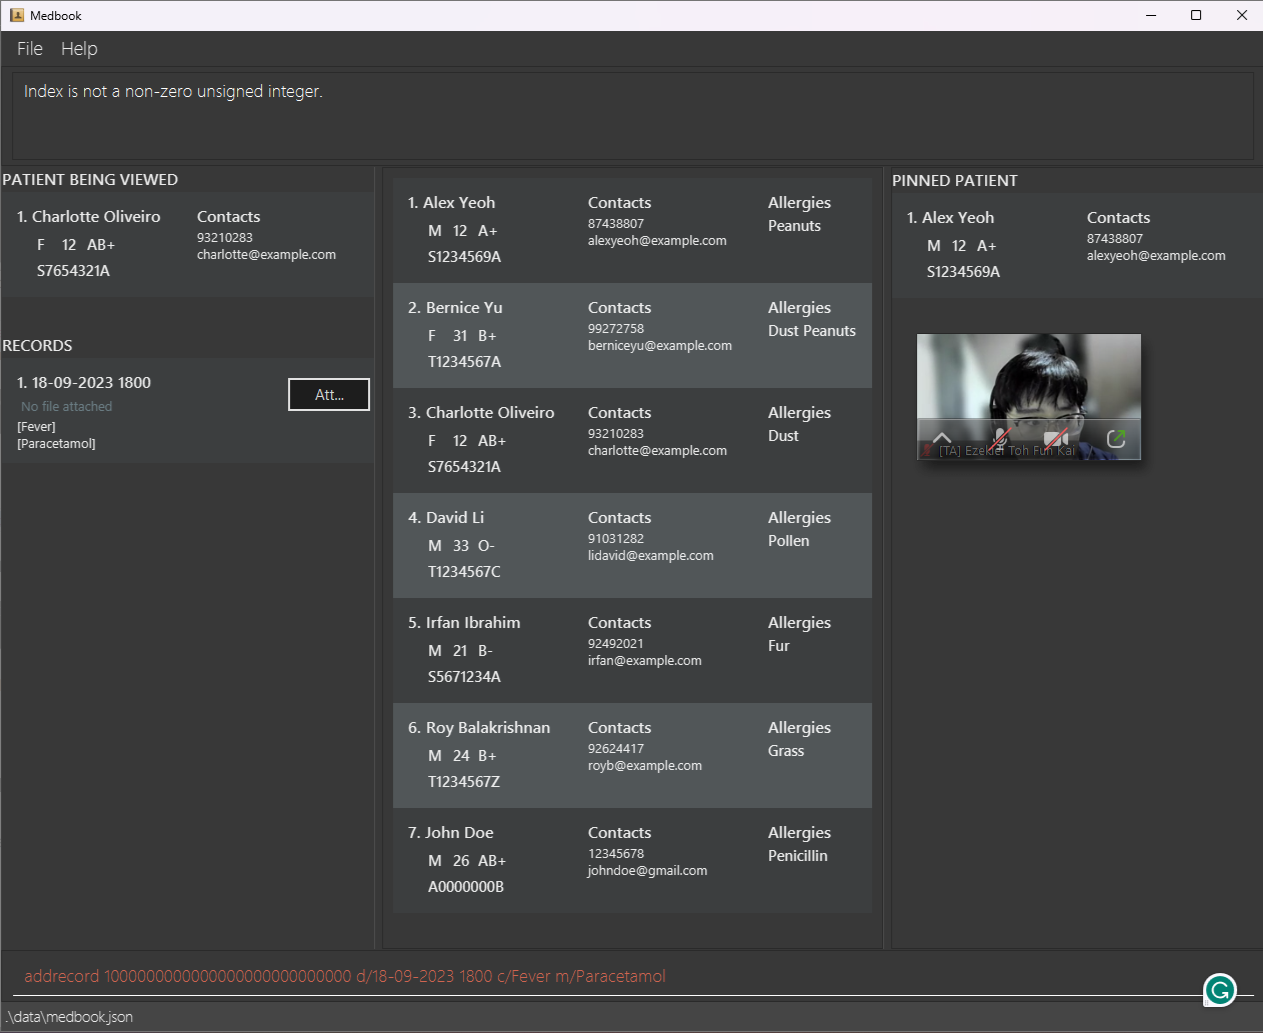 Medbook
File Help
Index is not a non-zero unsigned integer.
PATIENT BEING VIEWED
1. Charlotte Oliveiro
F 12 AB+
S7654321A
Contacts
93210283
charlotte@example.com
RECORDS
1. 18-09-2023 1800
No file attached
[Fever]
[Paracetamol]
Att...
1. Alex Yeoh
M 12 A+
S1234569A
Contacts
87438807
alexyeoh@example.com
Allergies
Peanuts
2. Bernice Yu
F 31 B+
T1234567A
Contacts
99272758
berniceyu@example.com
Allergies
Dust Peanuts
3. Charlotte Oliveiro
F 12 AB+
S7654321A
Contacts
93210283
charlotte@example.com
Allergies
Dust
4. David Li
M 33 O-
T1234567C
Contacts
91031282
lidavid@example.com
Allergies
Pollen
5. Irfan Ibrahim
M 21 B-
S5671234A
Contacts
92492021
irfan@example.com
Allergies
Fur
6. Roy Balakrishnan
M 24 B+
T1234567Z
Contacts
92624417
royb@example.com
Allergies
Grass
7. John Doe
M 26 AB+
A0000000B
Contacts
12345678
johndoe@gmail.com
Allergies
Penicillin
PINNED PATIENT
1. Alex Yeoh
M 12 A+
S1234569A
Contacts
87438807
alexyeoh@example.com
[TA] Ezekiel Toh Fun Kai
addrecord 1000000000000000000000000000 d/18-09-2023 1800 c/Fever m/Paracetamol
.\data\medbook.json